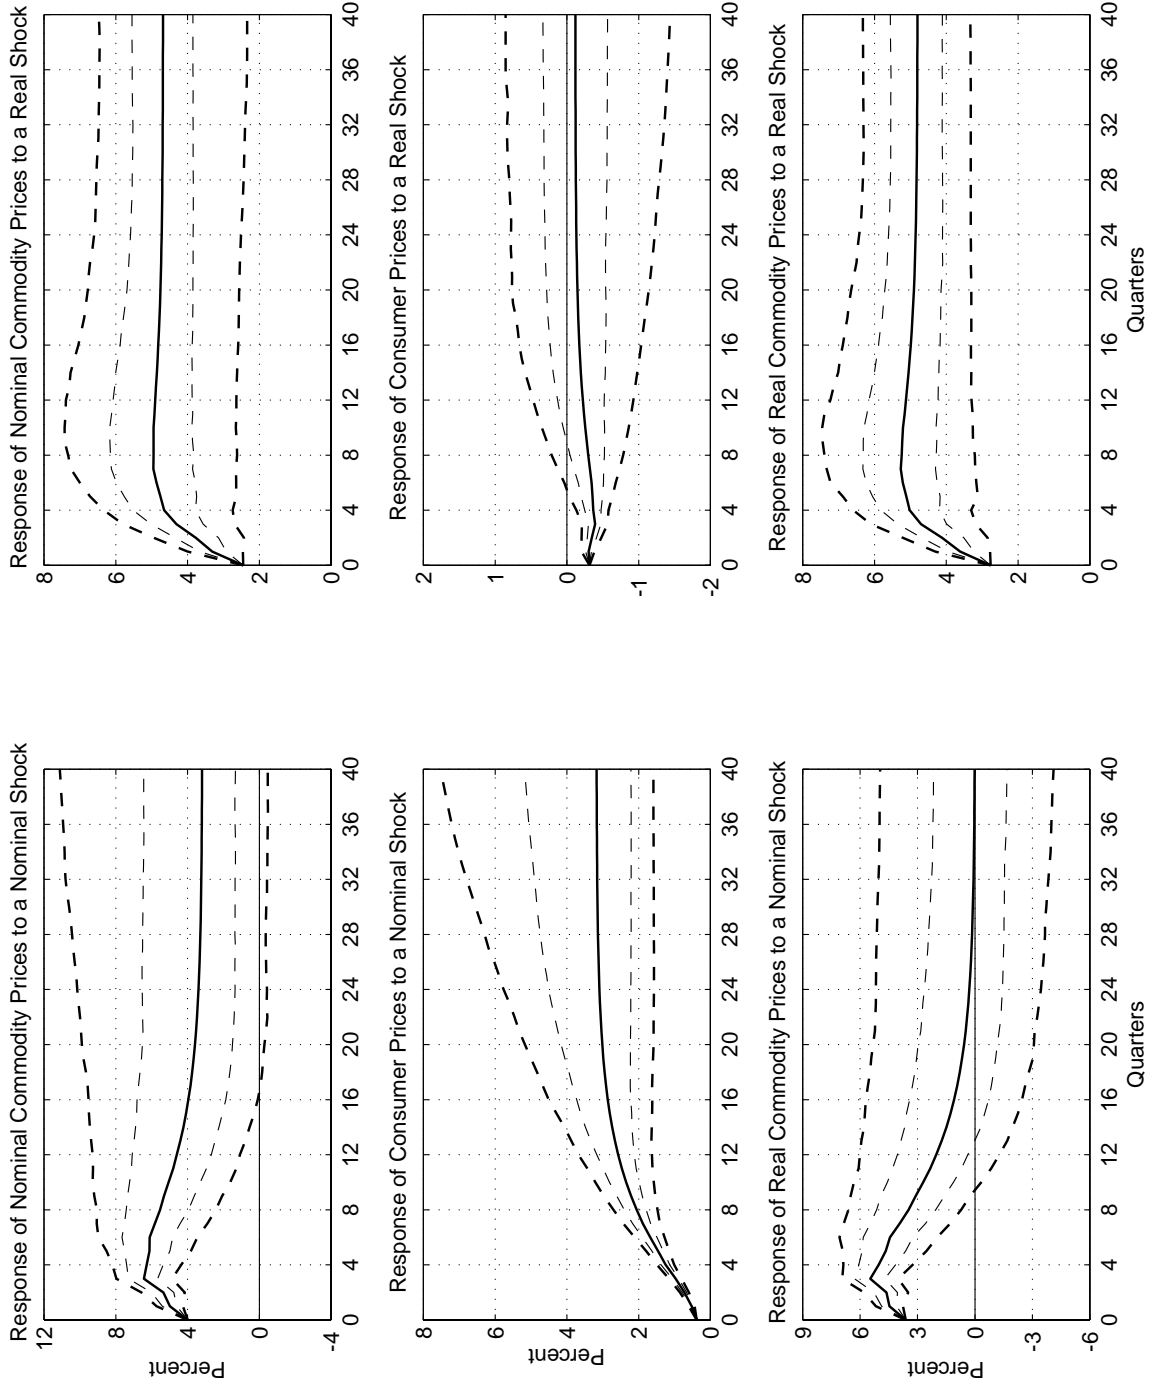 Response of Nominal Commodity Prices to a Nominal Shock
12
8
4
0
-4
Percent
0 4 8 12 16 20 24 28 32 36 40
Response of Nominal Commodity Prices to a Real Shock
8
6
4
2
0
0 4 8 12 16 20 24 28 32 36 40
Response of Consumer Prices to a Nominal Shock
8
6
4
2
0
Percent
0 4 8 12 16 20 24 28 32 36 40
Response of Consumer Prices to a Real Shock
2
1
0
-1
-2
0 4 8 12 16 20 24 28 32 36 40
Response of Real Commodity Prices to a Nominal Shock
9
6
3
0
-3
-6
Percent
0 4 8 12 16 20 24 28 32 36 40
Quarters
Response of Real Commodity Prices to a Real Shock
8
6
4
2
0
0 4 8 12 16 20 24 28 32 36 40
Quarters